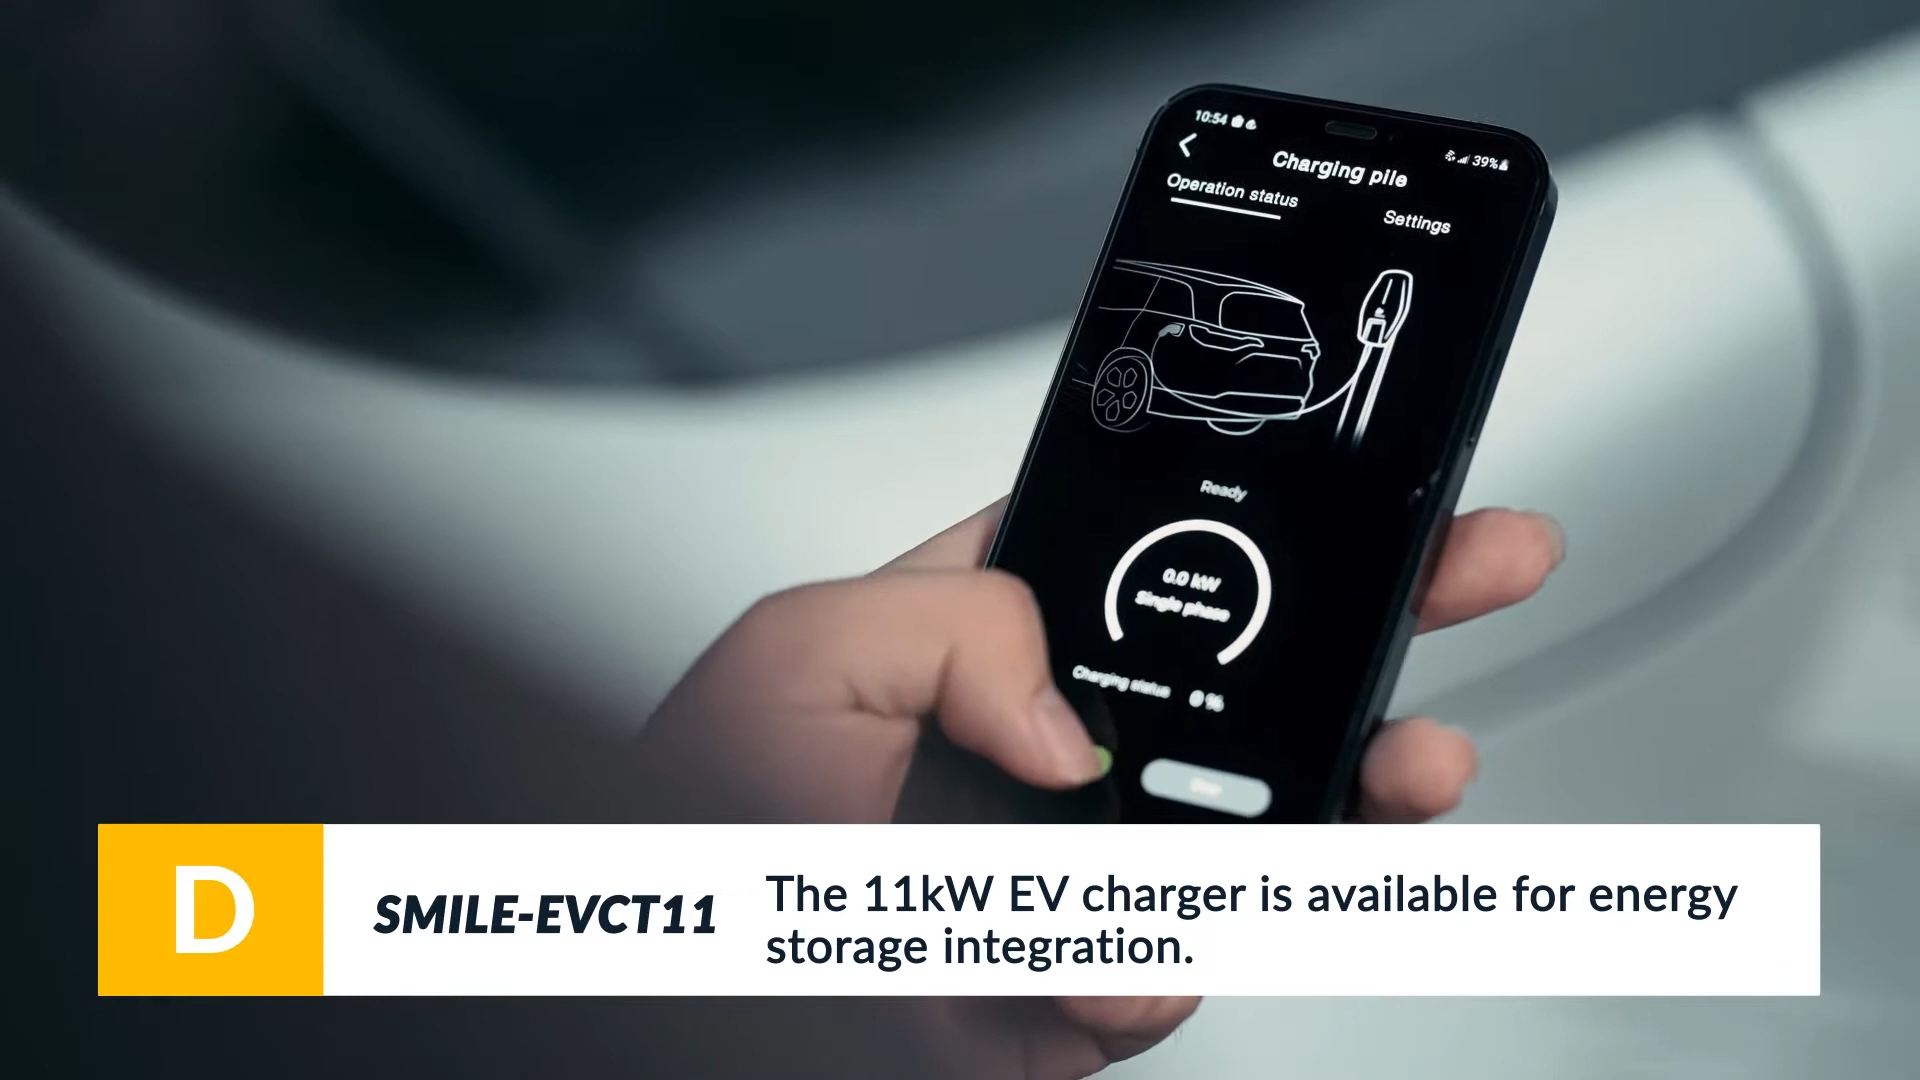 10:54
39%
Charging pile
Operation status
Settings
Ready
0.0 kW
Single phase
Charging status 0 %
D
SMILE-EVCT11
The 11kW EV charger is available for energy
storage integration.